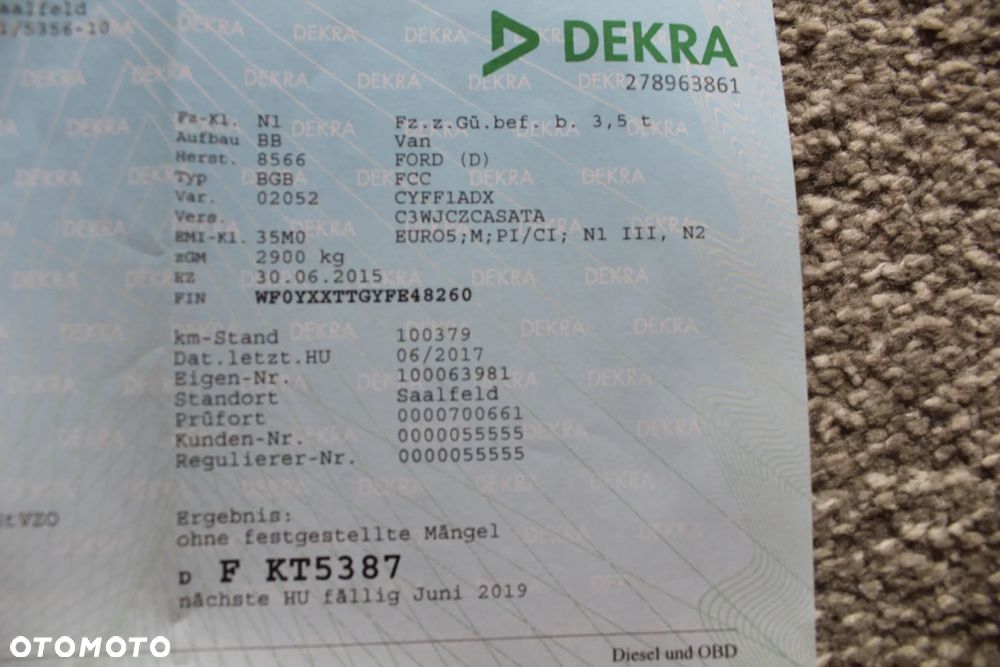 aalfeld
1/5356-10
DEKRA
278963861
Fz-Kl. N1 Fz.z.Gü.bef. b. 3,5 t
Aufbau BB Van
Herst. 8566 FORD (D)
Typ BGB FCC
Var. 02052 CYFF1ADX
Vers. C3WJCZCASATA
EMI-Kl. 35M0 EURO5;M;PI/CI; N1 III, N2
zGM 2900 kg
EZ 30.06.2015
FIN WF0YXXTTGYFE48260
km-Stand 100379
Dat.letzt.HU 06/2017
Eigen-Nr. 100063981
Standort Saalfeld
Prüfort 0000700661
Kunden-Nr. 0000055555
Regulierer-Nr. 0000055555
StVZO
Ergebnis:
ohne festgestellte Mängel
D F KT5387
nächste HU fällig Juni 2019
OTOMOTO
Diesel und OBD